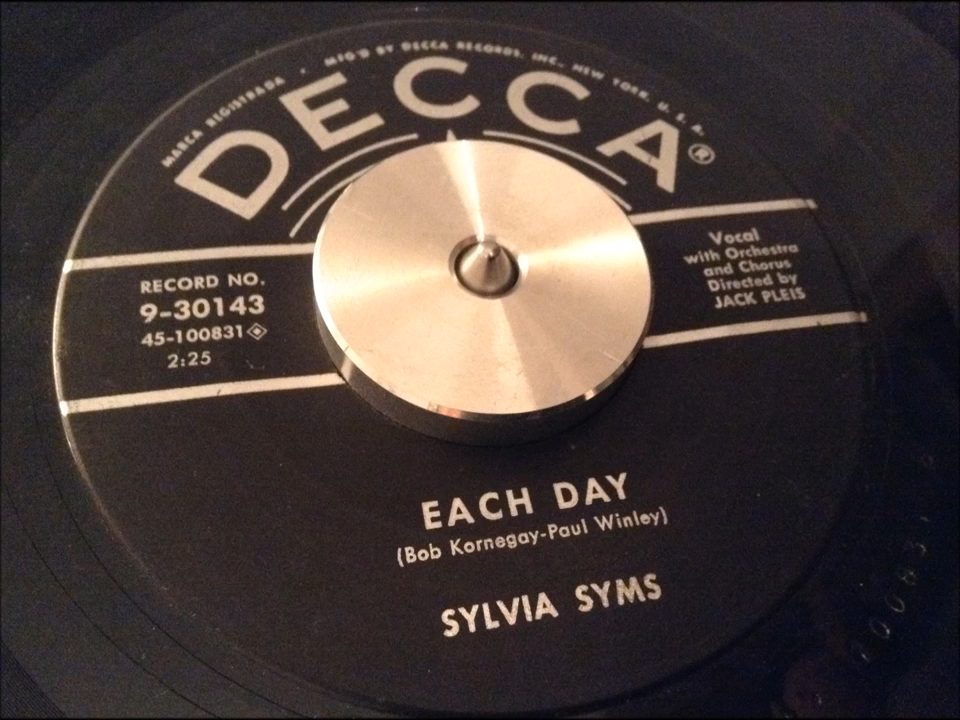 MARCA REGISTRADA • MFG'D BY DECCA RECORDS, INC., NEW YORK, U.S.A.
DECCA®
RECORD NO.
9-30143
45-100831
2:25
Vocal
with Orchestra
and Chorus
Directed by
JACK PLEIS
EACH DAY
(Bob Kornegay-Paul Winley)
SYLVIA SYMS